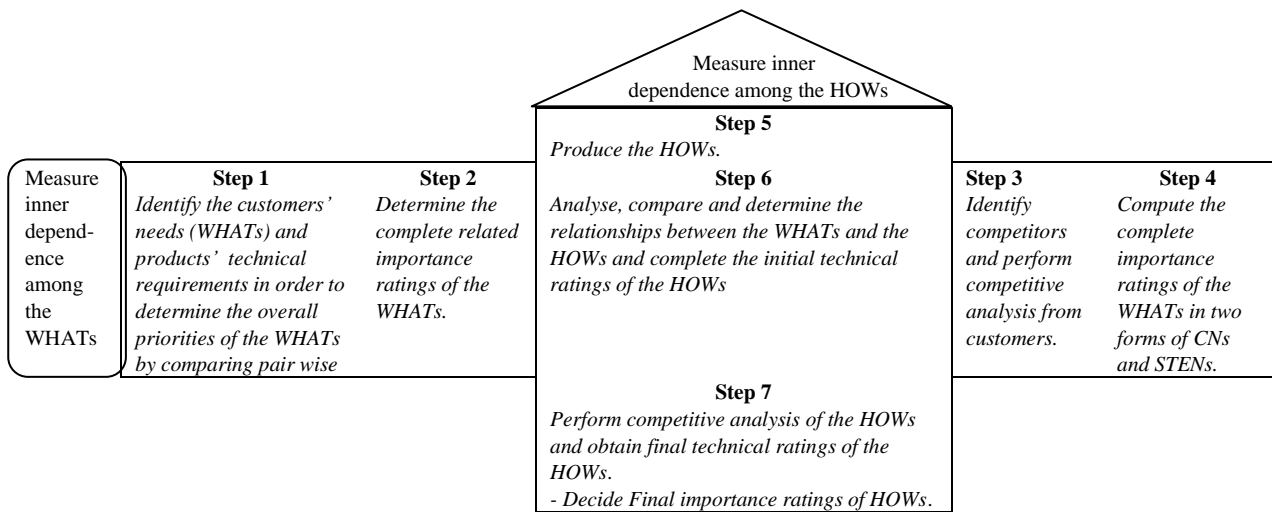 Measure inner
dependence among the HOWs
Step 5
Produce the HOWs.
Measure
inner
depend-
ence
among
the
WHATs
Step 1
Identify the customers’
needs (WHATs) and
products’ technical
requirements in order to
determine the overall
priorities of the WHATs
by comparing pair wise
Step 2
Determine the
complete related
importance
ratings of the
WHATs.
Step 6
Analyse, compare and determine the
relationships between the WHATs and the
HOWs and complete the initial technical
ratings of the HOWs
Step 3
Identify
competitors
and perform
competitive
analysis from
customers.
Step 4
Compute the
complete
importance
ratings of the
WHATs in two
forms of CNs
and STENs.
Step 7
Perform competitive analysis of the HOWs
and obtain final technical ratings of the
HOWs.
- Decide Final importance ratings of HOWs.